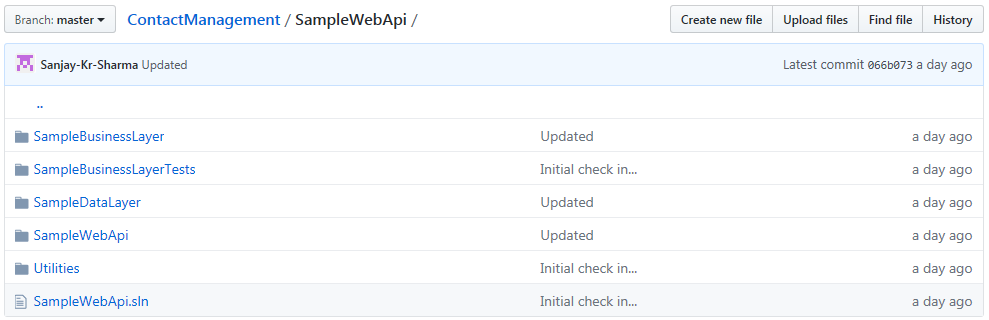 Branch: master ContactManagement / SampleWebApi / Create new file Upload files Find file History
Sanjay-Kr-Sharma Updated Latest commit 066b073 a day ago
..
SampleBusinessLayer Updated a day ago
SampleBusinessLayerTests Initial check in... a day ago
SampleDataLayer Updated a day ago
SampleWebApi Updated a day ago
Utilities Initial check in... a day ago
SampleWebApi.sln Initial check in... a day ago